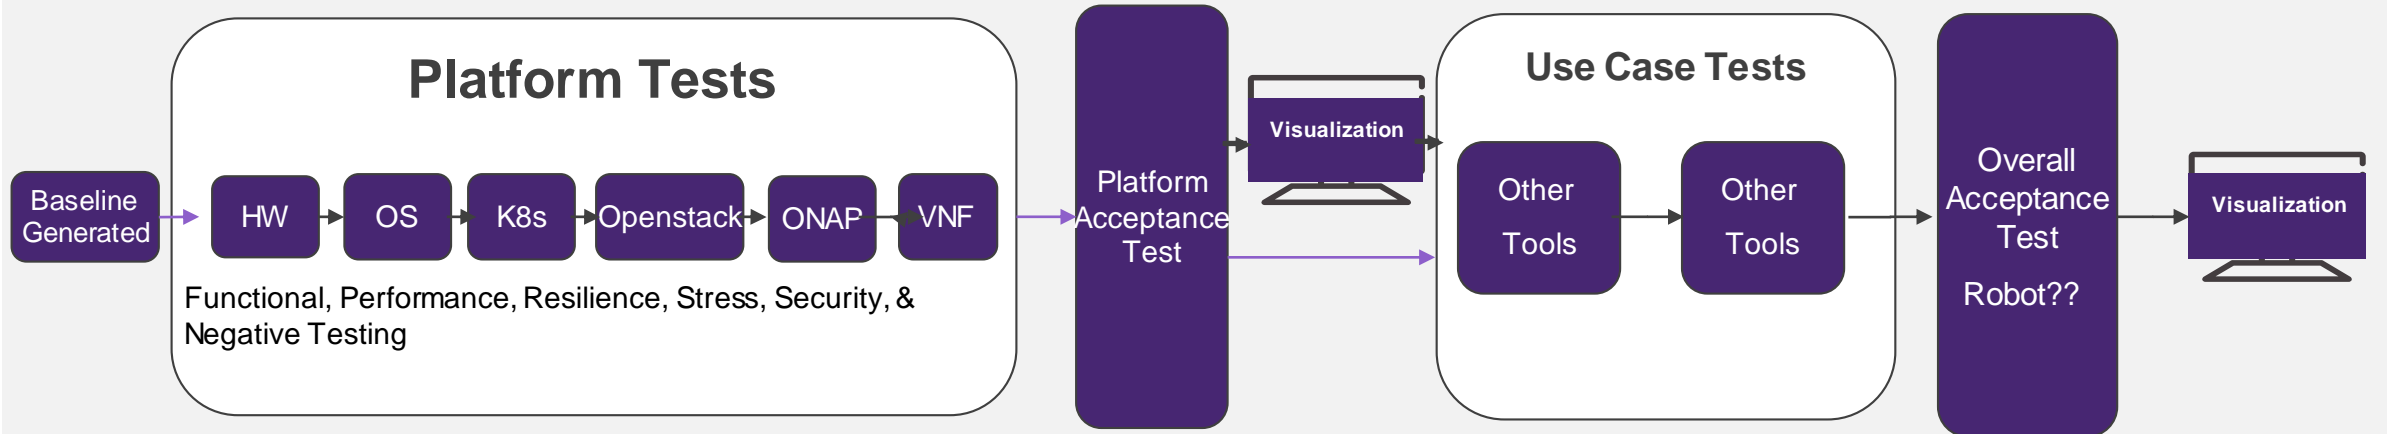 Baseline
Generated
Platform Tests
HW
OS
K8s
Openstack
ONAP
VNF
Functional, Performance, Resilience, Stress, Security, &
Negative Testing
Platform
Acceptance
Test
Visualization
Use Case Tests
Other
Tools
Other
Tools
Overall
Acceptance
Test
Robot??
Visualization